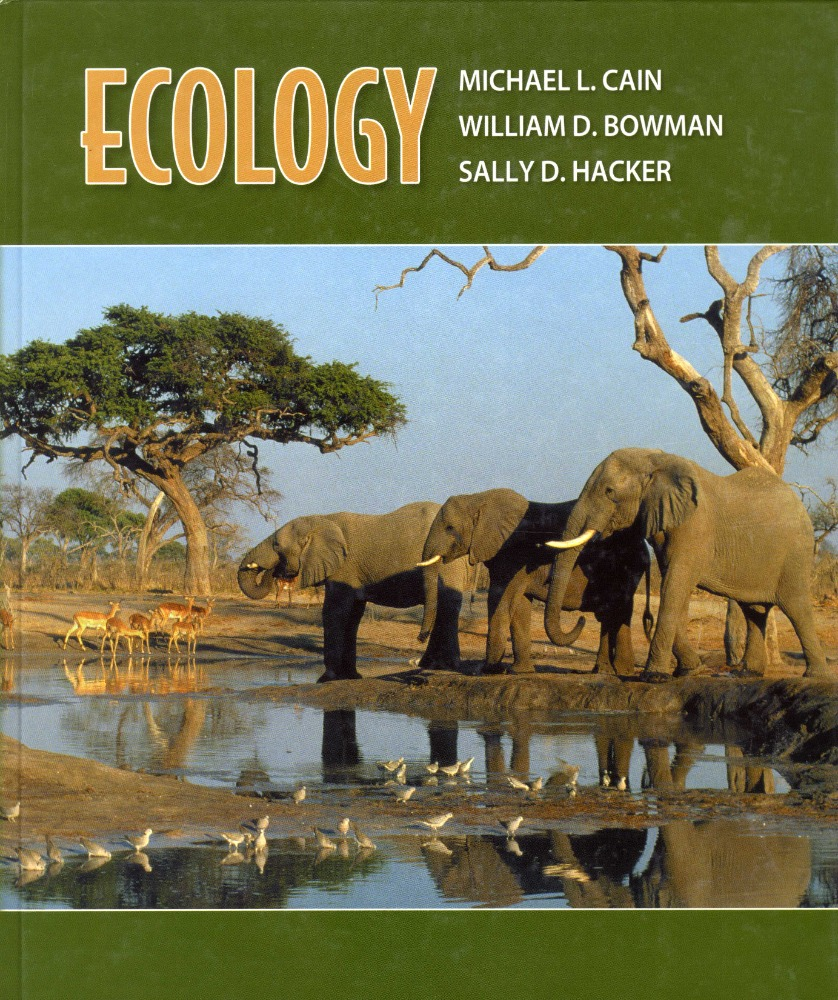 ECOLOGY
MICHAEL L. CAIN
WILLIAM D. BOWMAN
SALLY D. HACKER